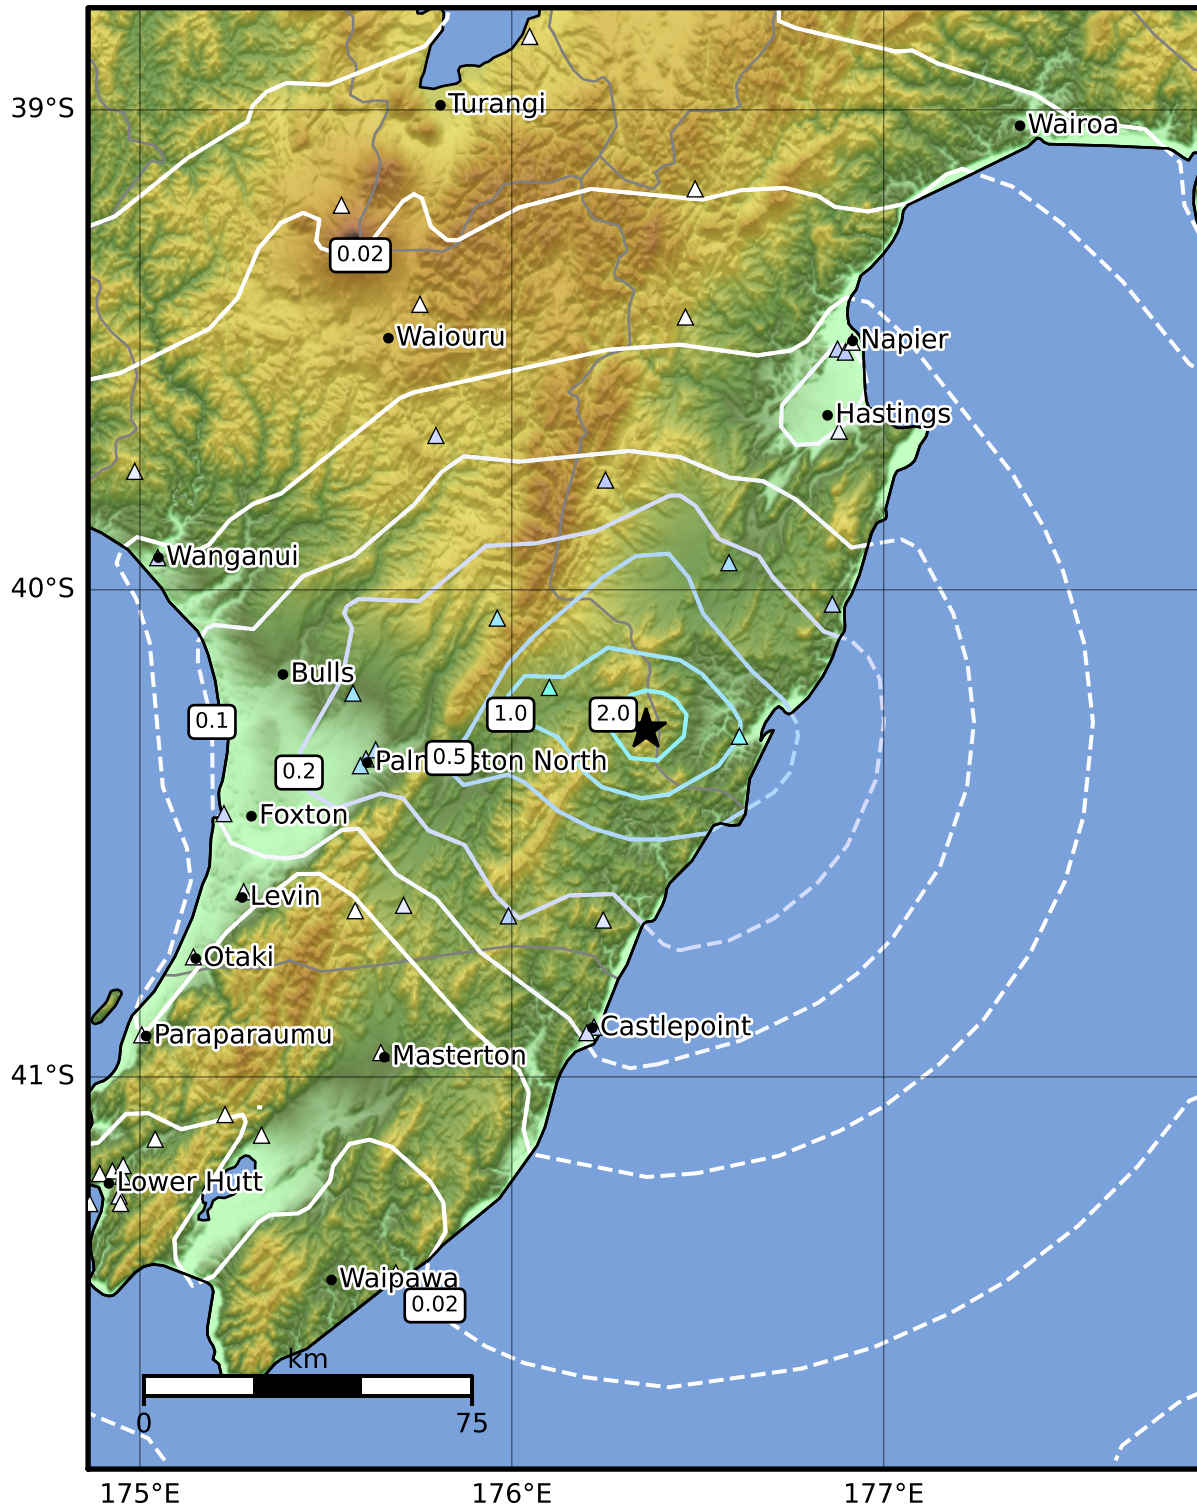 39°S
Turangi
Wairoa
0.02
Waiouru
Napier
Hastings
Wanganui
40°S
Bulls
0.1
1.0
2.0
0.5
0.2
Palmerston North
Foxton
Levin
Otaki
Castlepoint
Paraparaumu
Masterton
41°S
Lower Hutt
Waipawa
0.02
km
0
75
175°E
176°E
177°E